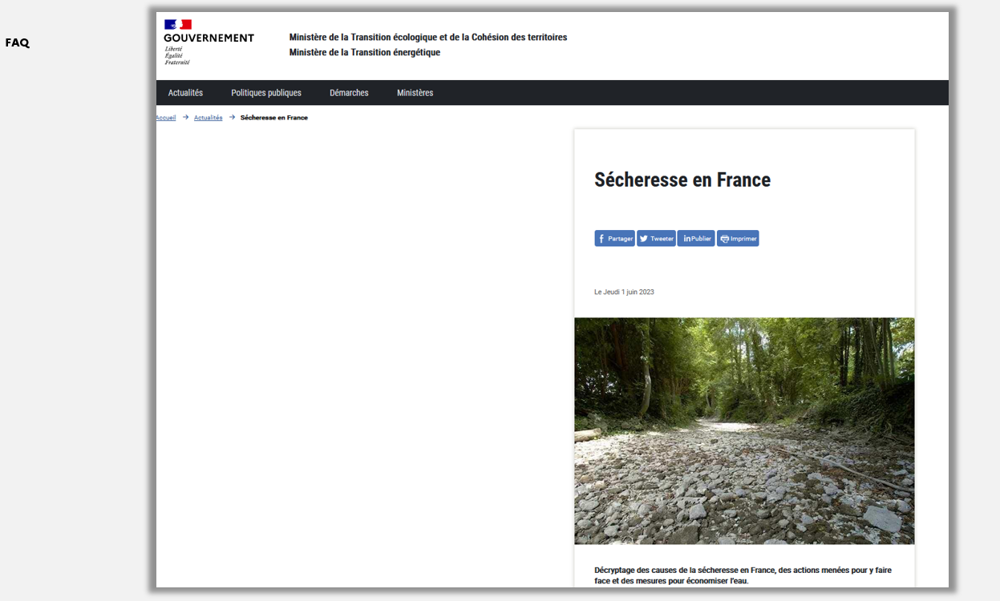 FAQ
GOUVERNEMENT
Liberté
Égalité
Fraternité
Ministère de la Transition écologique et de la Cohésion des territoires
Ministère de la Transition énergétique
Actualités Politiques publiques Démarches Ministères
Accueil → Actualités → Sécheresse en France
Sécheresse en France
Partager Tweeter Publier Imprimer
Le Jeudi 1 juin 2023
Décryptage des causes de la sécheresse en France, des actions menées pour y faire
face et des mesures pour économiser l'eau.